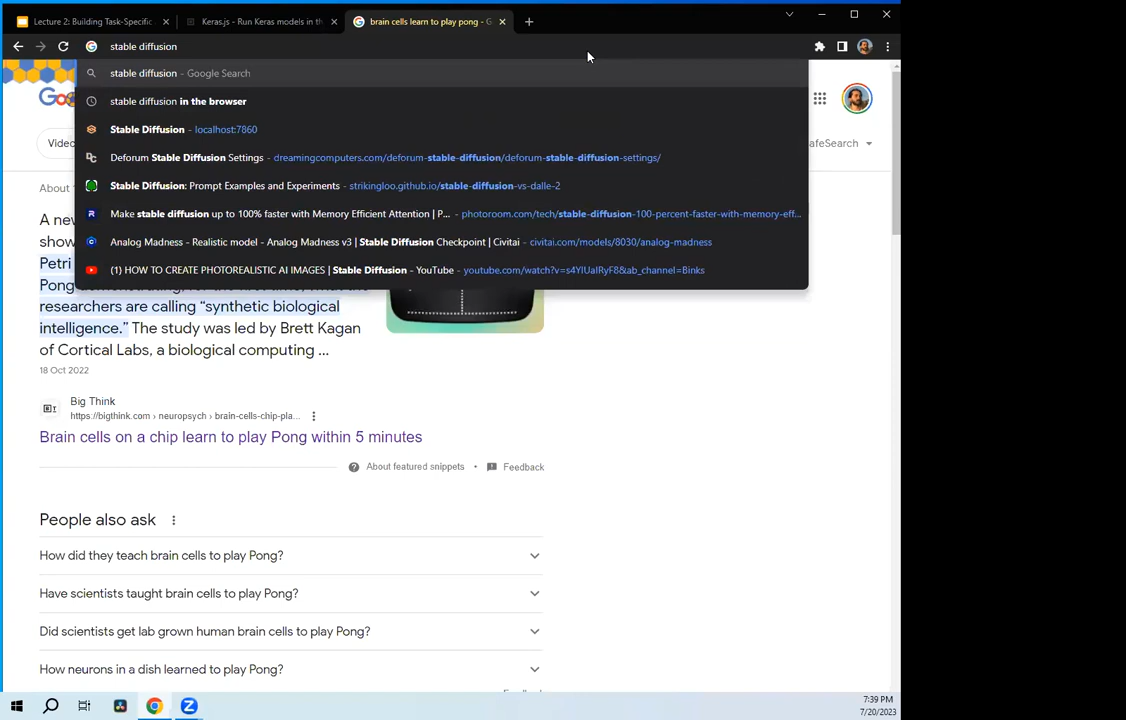 Lecture 2: Building Task-Specific
Keras.js - Run Keras models in th
brain cells learn to play pong - G
stable diffusion
stable diffusion - Google Search
stable diffusion in the browser
Stable Diffusion - localhost:7860
Deforum Stable Diffusion Settings - dreamingcomputers.com/deforum-stable-diffusion/deforum-stable-diffusion-settings/
Stable Diffusion: Prompt Examples and Experiments - strikingloo.github.io/stable-diffusion-vs-dalle-2
Make stable diffusion up to 100% faster with Memory Efficient Attention | P... - photoroom.com/tech/stable-diffusion-100-percent-faster-with-memory-eff...
Analog Madness - Realistic model - Analog Madness v3 | Stable Diffusion Checkpoint | Civitai - civitai.com/models/8030/analog-madness
(1) HOW TO CREATE PHOTOREALISTIC AI IMAGES | Stable Diffusion - YouTube - youtube.com/watch?v=s4YlUaIRyF8&ab_channel=Binks
Goo
Video
afeSearch
About
A new
show
Petri
Pong
researchers are calling “synthetic biological
intelligence.” The study was led by Brett Kagan
of Cortical Labs, a biological computing ...
18 Oct 2022
Big Think
https://bigthink.com › neuropsych › brain-cells-chip-pla...
Brain cells on a chip learn to play Pong within 5 minutes
About featured snippets • Feedback
People also ask
How did they teach brain cells to play Pong?
Have scientists taught brain cells to play Pong?
Did scientists get lab grown human brain cells to play Pong?
How neurons in a dish learned to play Pong?
7:39 PM
7/20/2023